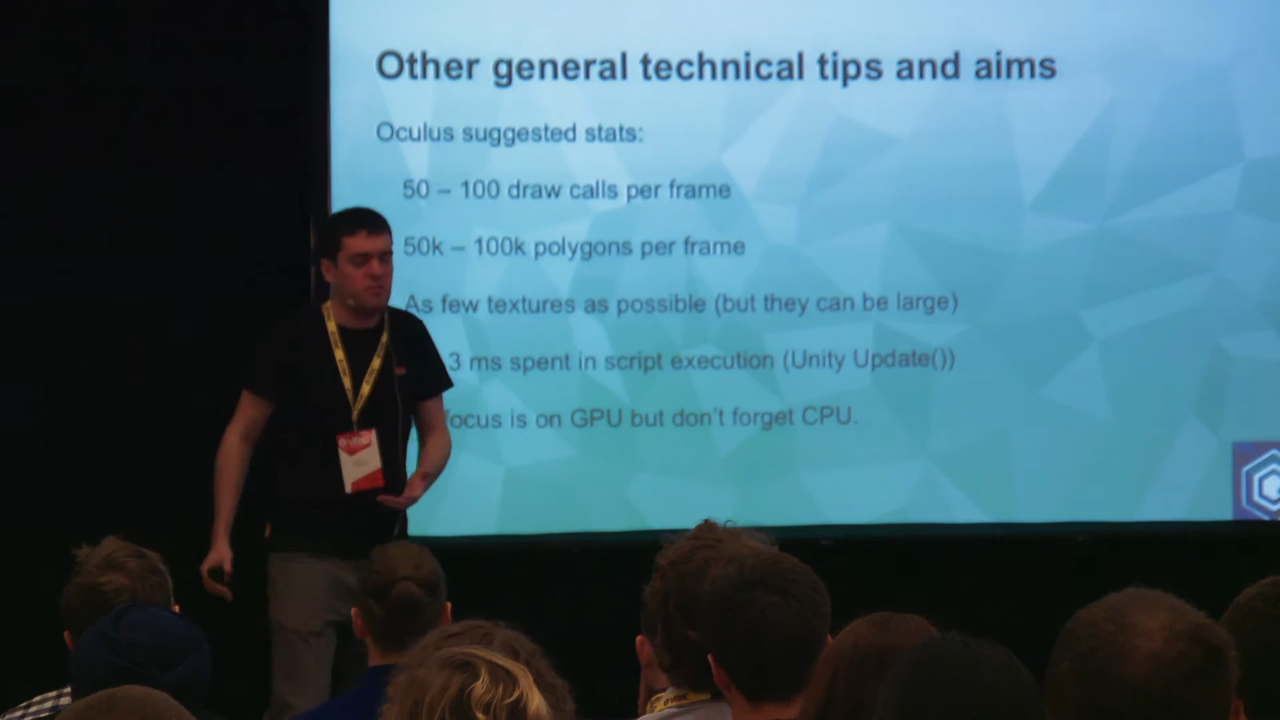 Other general technical tips and aims
Oculus suggested stats:
50 – 100 draw calls per frame
50k – 100k polygons per frame
As few textures as possible (but they can be large)
3 ms spent in script execution (Unity Update())
focus is on GPU but don't forget CPU.